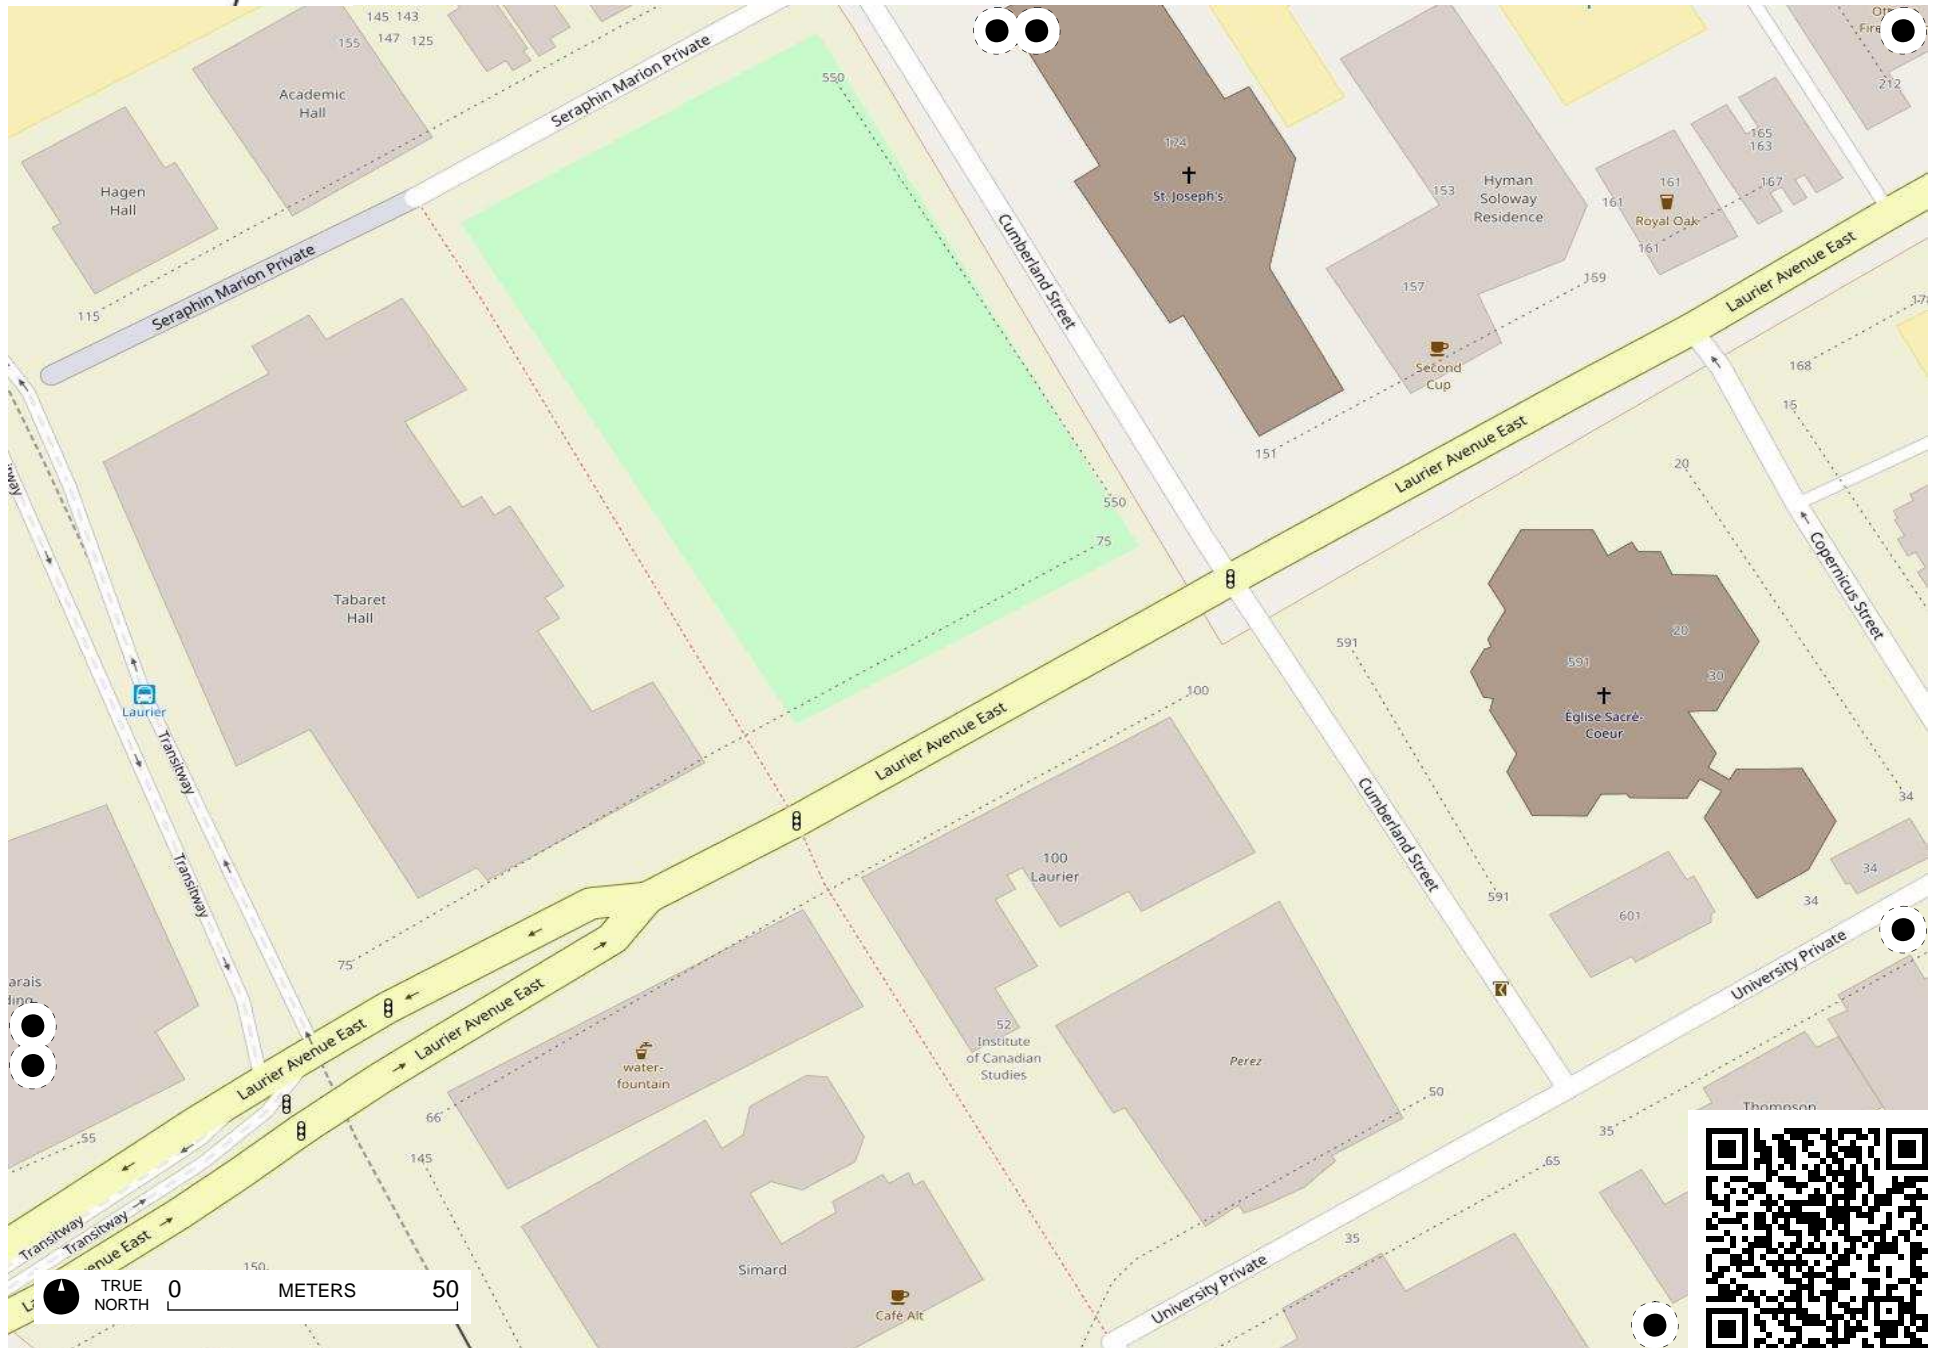 145 143
147 125
155
Academic
Hall
Seraphin Marion Private
550
174
St. Joseph's
Hagen
Hall
Seraphin Marion Private
115
Cumberland Street
153
Hyman
Soloway
Residence
157
159
Second
Cup
151
161
161
Royal Oak
161
165
163
167
212
Laurier Avenue East
Laurier Avenue East
178
168
15
20
Copernicus Street
550
75
Tabaret
Hall
Laurier
Transitway
Transitway
Laurier Avenue East
100
591
591
20
30
Église Sacré-
Coeur
34
34
34
601
591
Cumberland Street
100
Laurier
75
Laurier Avenue East
Laurier Avenue East
52
Institute
of Canadian
Studies
Perez
50
University Private
water-
fountain
66
145
55
Transitway
Transitway
150
Simard
Café Alt
35
65
35
Thompson
University Private
TRUE
NORTH
0 METERS 50